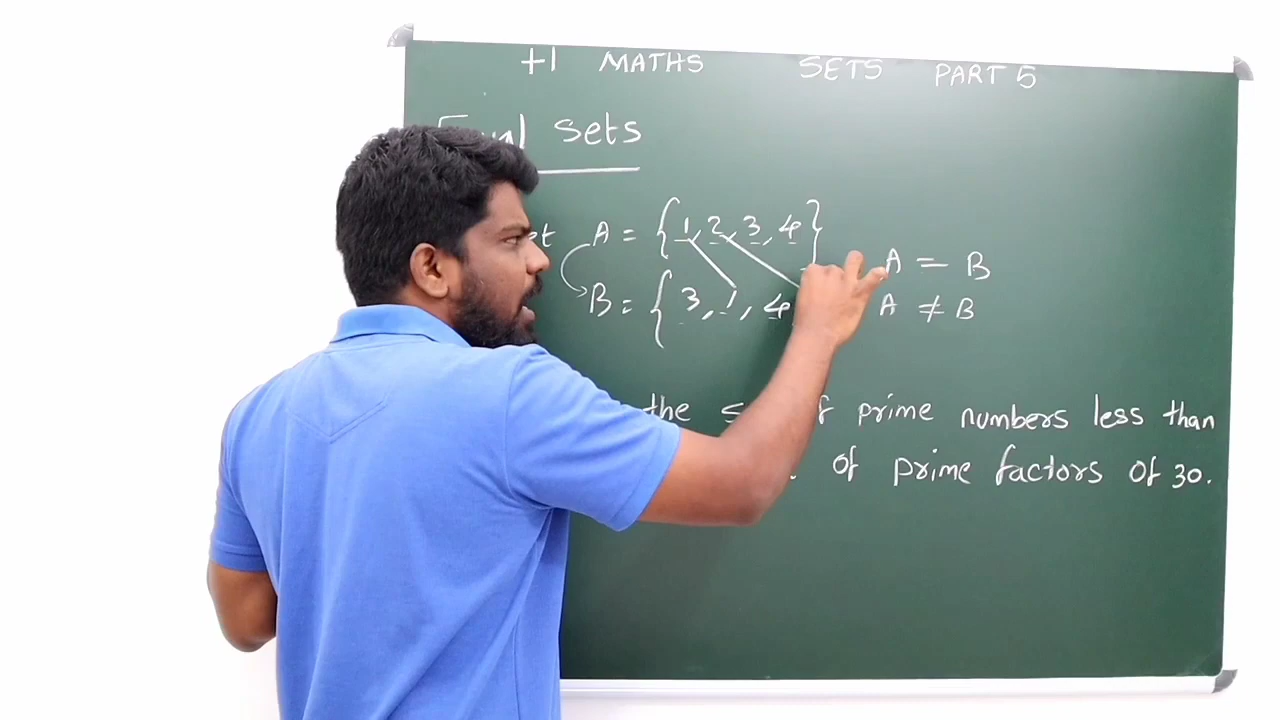 +1 MATHS SETS PART 5
sets
A = {1, 2, 3, 4}
B = {3, 1, 4
A = B
A ≠ B
the of prime numbers less than
of prime factors of 30.